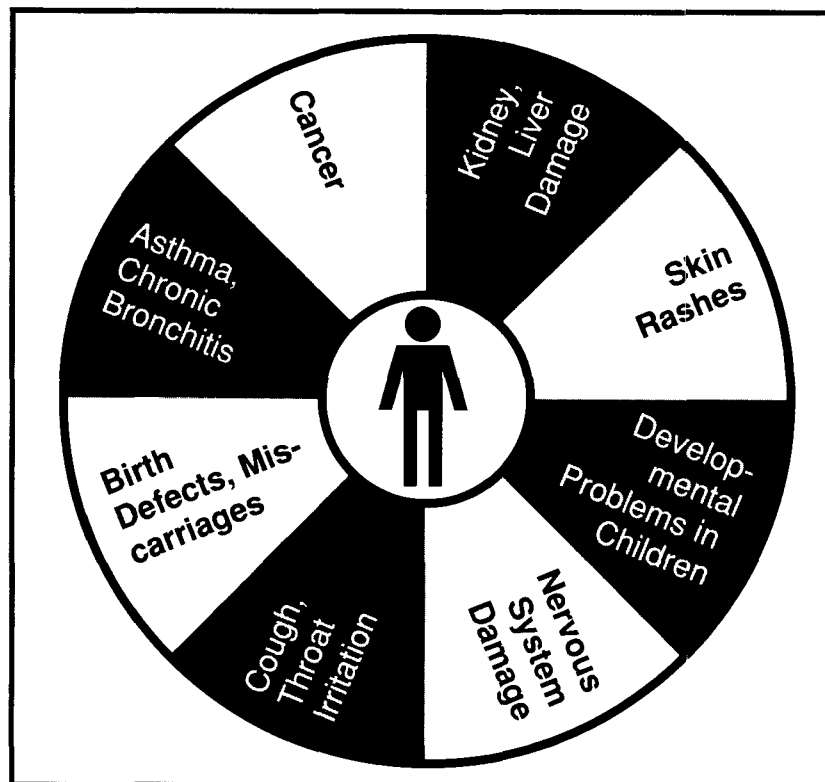 Cancer
Kidney,
Liver
Damage
Skin
Rashes
Develop-
mental
Problems in
Children
Nervous
System
Damage
Cough,
Throat
Irritation
Birth
Defects, Mis-
carriages
Asthma,
Chronic
Bronchitis